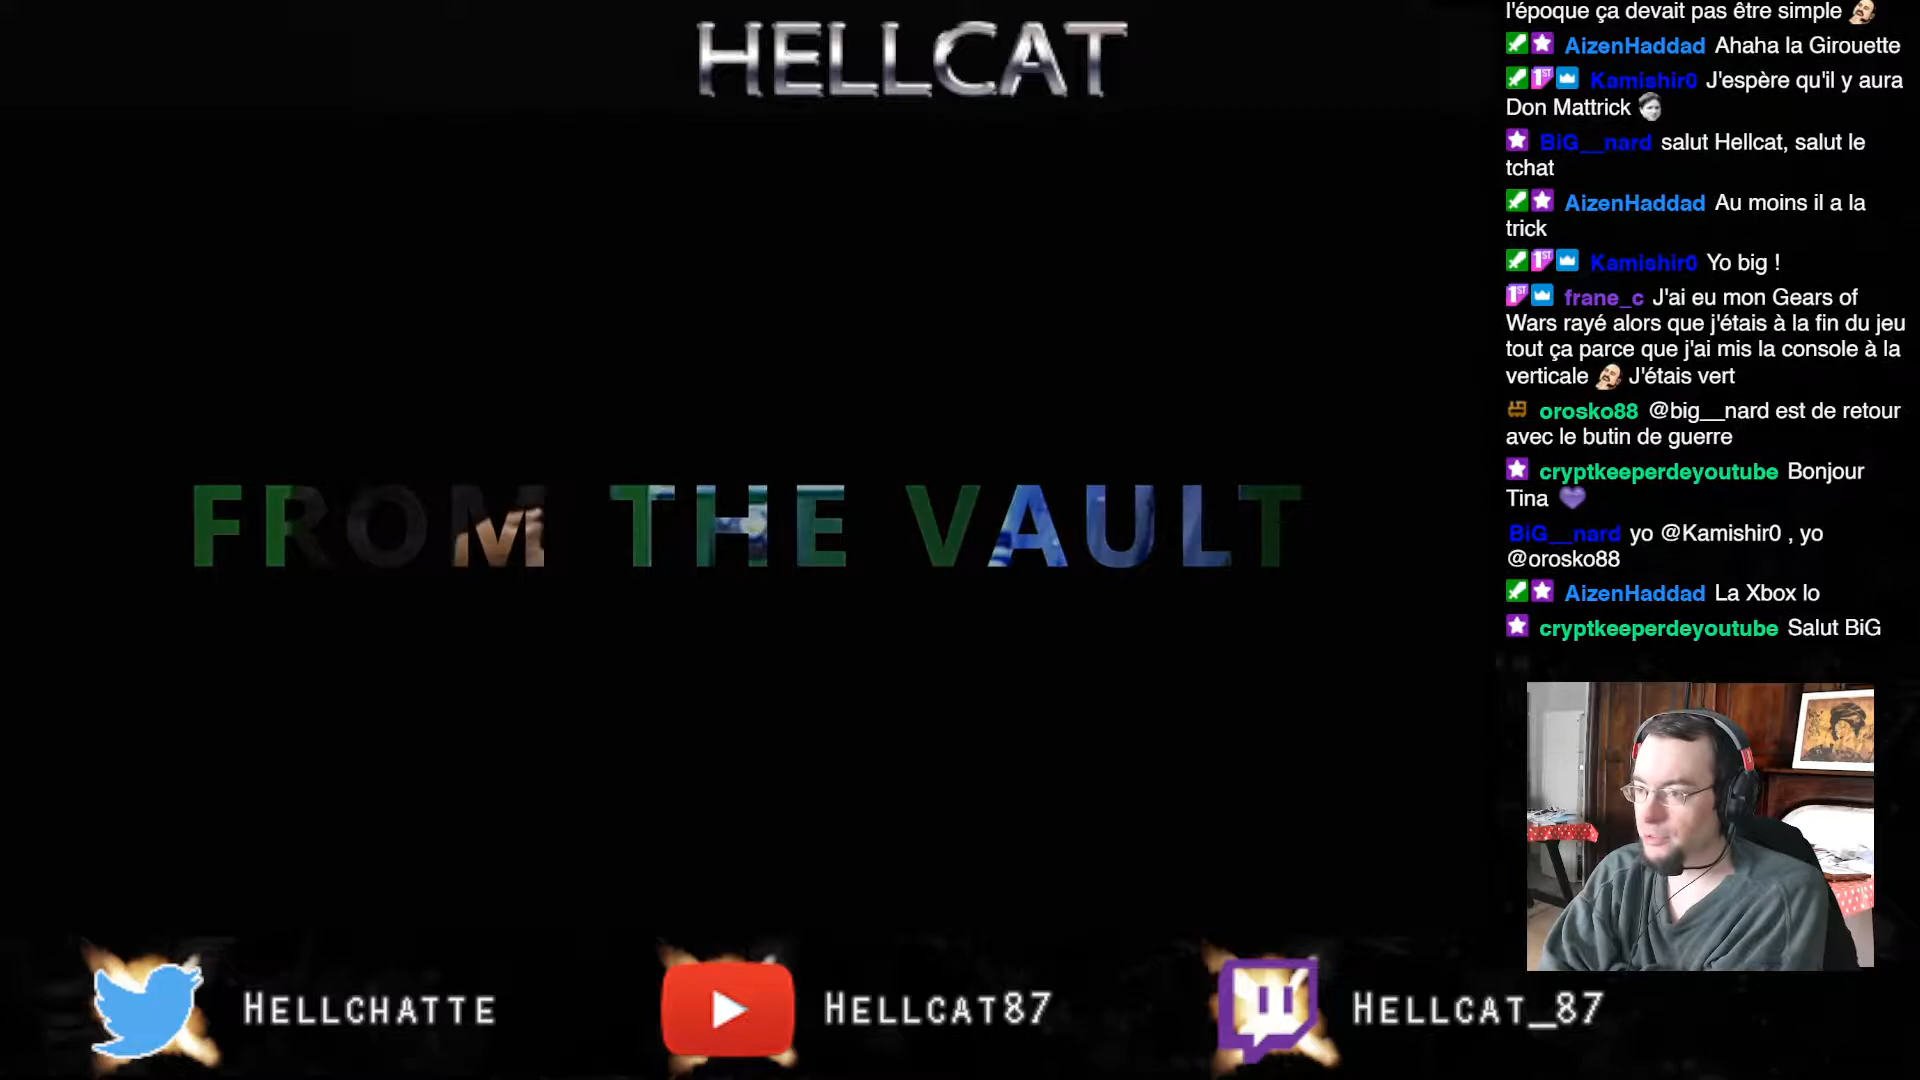 HELLCAT
FROM THE VAULT
l'époque ça devait pas être simple
AizenHaddad Ahaha la Girouette
Kamishir0 J'espère qu'il y aura
Don Mattrick
BiG__nard salut Hellcat, salut le
tchat
AizenHaddad Au moins il a la
trick
Kamishir0 Yo big !
frane_c J'ai eu mon Gears of
Wars rayé alors que j'étais à la fin du jeu
tout ça parce que j'ai mis la console à la
verticale J'étais vert
orosko88 @big__nard est de retour
avec le butin de guerre
cryptkeeperdeyoutube Bonjour
Tina
BiG__nard yo @Kamishir0 , yo
@orosko88
AizenHaddad La Xbox lo
cryptkeeperdeyoutube Salut BiG
HELLCHATTE
HELLCAT87
HELLCAT_87